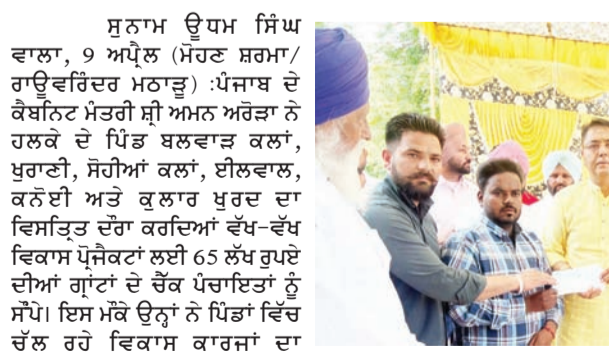 ਸੁਨਾਮ ਊਧਮ ਸਿੰਘ
ਵਾਲਾ, 9 ਅਪ੍ਰੈਲ (ਮੋਹਣ ਸ਼ਰਮਾ/
ਰਾਊਵਰਿੰਦਰ ਮਠਾੜੂ) :ਪੰਜਾਬ ਦੇ
ਕੈਬਨਿਟ ਮੰਤਰੀ ਸ਼੍ਰੀ ਅਮਨ ਅਰੋੜਾ ਨੇ
ਹਲਕੇ ਦੇ ਪਿੰਡ ਬਲਵਾੜ ਕਲਾਂ,
ਖੁਰਾਣੀ, ਸੋਹੀਆਂ ਕਲਾਂ, ਈਲਵਾਲ,
ਕਨੋਈ ਅਤੇ ਕੁਲਾਰ ਖੁਰਦ ਦਾ
ਵਿਸਤ੍ਰਿਤ ਦੌਰਾ ਕਰਦਿਆਂ ਵੱਖ-ਵੱਖ
ਵਿਕਾਸ ਪ੍ਰੋਜੈਕਟਾਂ ਲਈ 65 ਲੱਖ ਰੁਪਏ
ਦੀਆਂ ਗ੍ਰਾਂਟਾਂ ਦੇ ਚੈੱਕ ਪੰਚਾਇਤਾਂ ਨੂੰ
ਸੌਂਪੇ। ਇਸ ਮੌਕੇ ਉਨ੍ਹਾਂ ਨੇ ਪਿੰਡਾਂ ਵਿੱਚ
ਚੱਲ ਰਹੇ ਵਿਕਾਸ ਕਾਰਜਾਂ ਦਾ